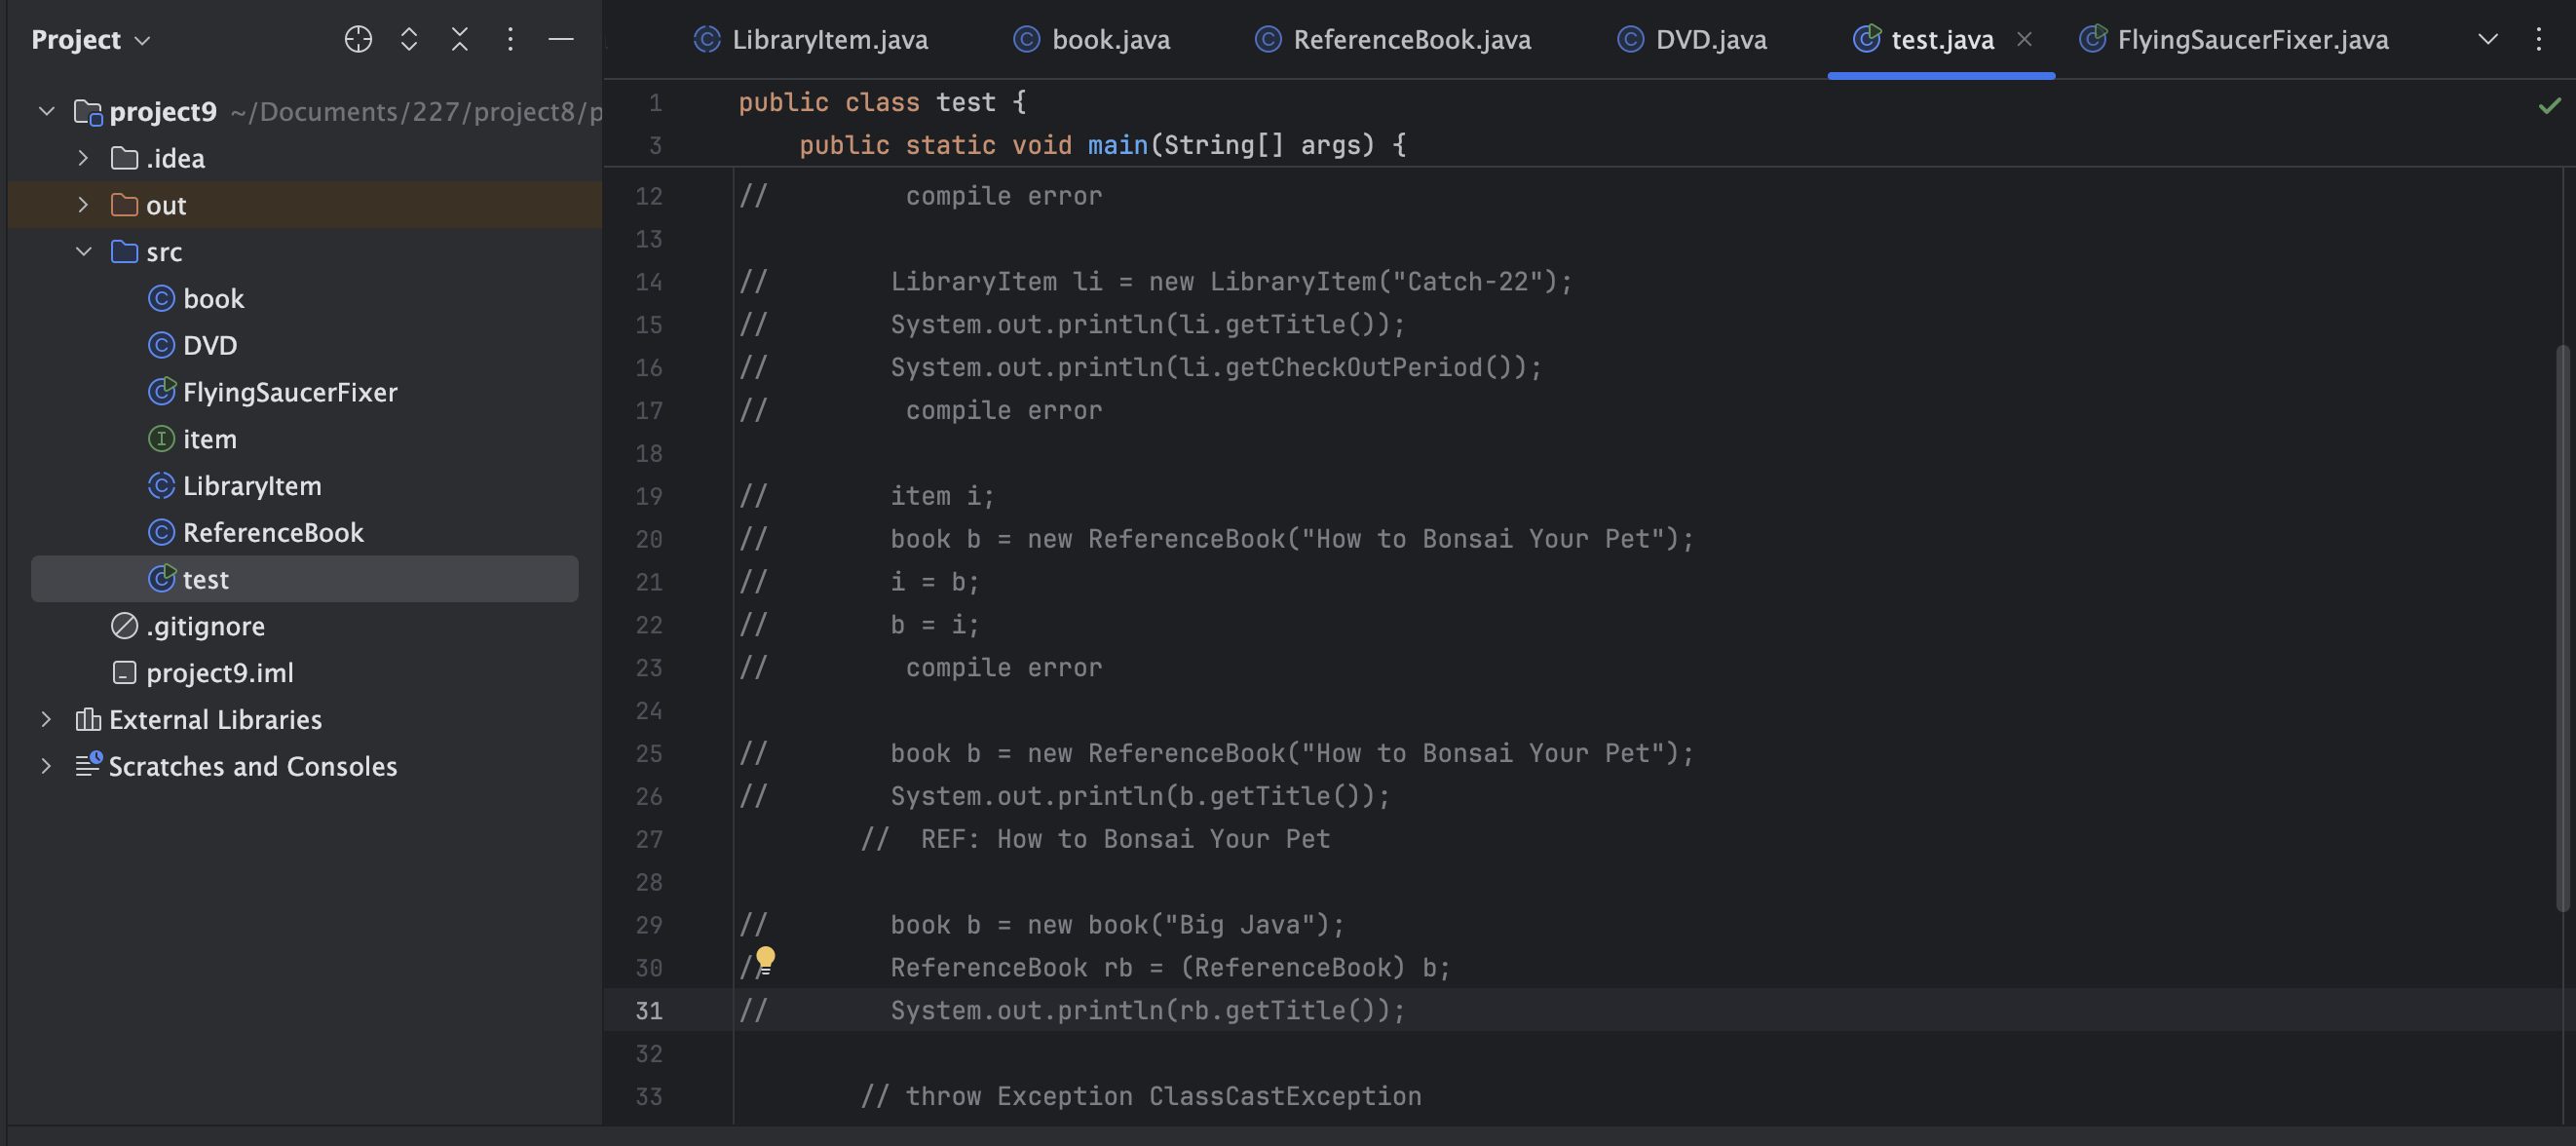 Project
project9 ~/Documents/227/project8/p
.idea
out
src
book
DVD
FlyingSaucerFixer
item
LibraryItem
ReferenceBook
test
.gitignore
project9.iml
External Libraries
Scratches and Consoles
LibraryItem.java book.java ReferenceBook.java DVD.java test.java FlyingSaucerFixer.java
1 public class test {
3 public static void main(String[] args) {
12 // compile error
13
14 // LibraryItem li = new LibraryItem("Catch-22");
15 // System.out.println(li.getTitle());
16 // System.out.println(li.getCheckOutPeriod());
17 // compile error
18
19 // item i;
20 // book b = new ReferenceBook("How to Bonsai Your Pet");
21 // i = b;
22 // b = i;
23 // compile error
24
25 // book b = new ReferenceBook("How to Bonsai Your Pet");
26 // System.out.println(b.getTitle());
27 // REF: How to Bonsai Your Pet
28
29 // book b = new book("Big Java");
30 // ReferenceBook rb = (ReferenceBook) b;
31 // System.out.println(rb.getTitle());
32
33 // throw Exception ClassCastException